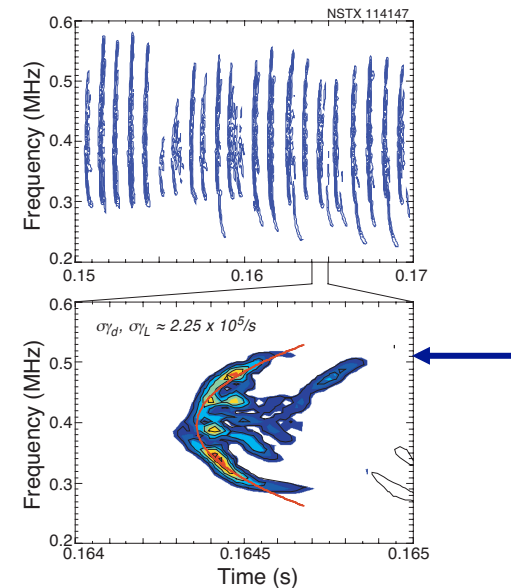 NSTX 114147
0.6
0.5
0.4
0.3
0.2
Frequency (MHz)
0.15 0.16 0.17
0.6
σγd, σγL ≈ 2.25 x 10⁵/s
0.5
0.4
0.3
0.2
Frequency (MHz)
0.164 0.1645 0.165
Time (s)